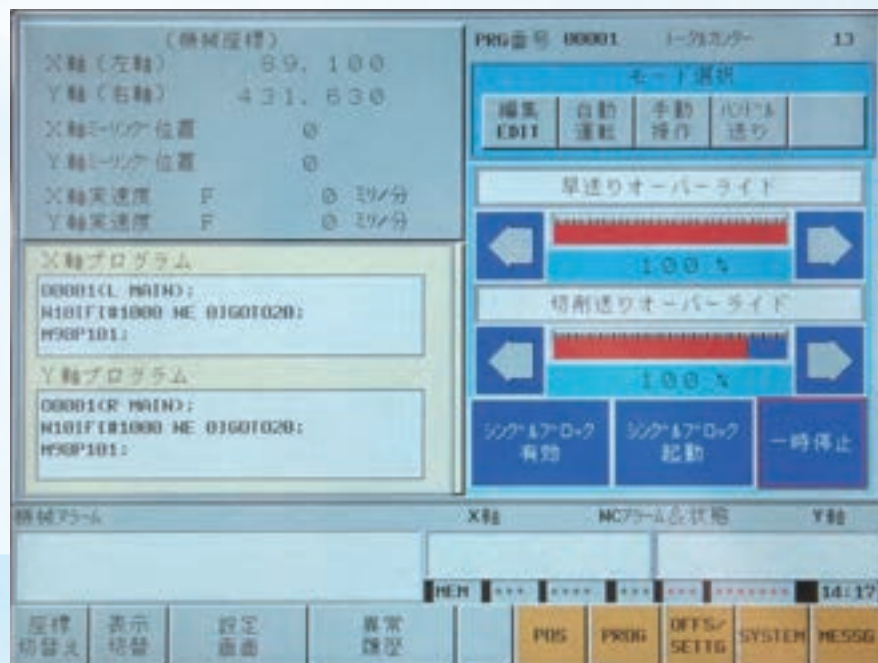 (機械座標)
X軸(左軸) 89.100
Y軸(右軸) 431.630
X軸ミーリング位置 0
Y軸ミーリング位置 0
X軸実速度 F 0 ミリ/分
Y軸実速度 F 0 ミリ/分
X軸プログラム
O0001(L MAIN);
N10IF[#1000 NE 0]GOTO20;
M98P101;
Y軸プログラム
O0001(R MAIN);
N10IF[#1000 NE 0]GOTO20;
M98P101;
PRG番号 00001 トータルカウンター 13
モード選択
編集
EDIT
自動
運転
手動
操作
ハンドル
送り
早送りオーバーライド
100 %
切削送りオーバーライド
100 %
シングルブロック
有効
シングルブロック
起動
一時停止
機械アラーム
X軸 NCアラーム&状態 Y軸
MEM *** **** *** *** ******* 14:17
座標
切替え
表示
切替
設定
画面
異常
履歴
POS
PROG
OFFS/
SETTG
SYSTEM
MESSG